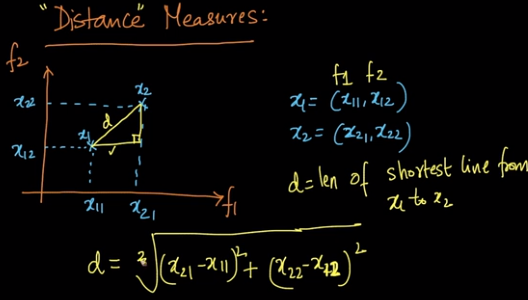 "Distance" Measures:
f2
x22
x2
d
x1
x12
x11
x21
f1
f1 f2
x1 = (x11, x12)
x2 = (x21, x22)
d = len of shortest line from
x1 to x2
d = ²√(x21 - x11)² + (x22 - x12)²